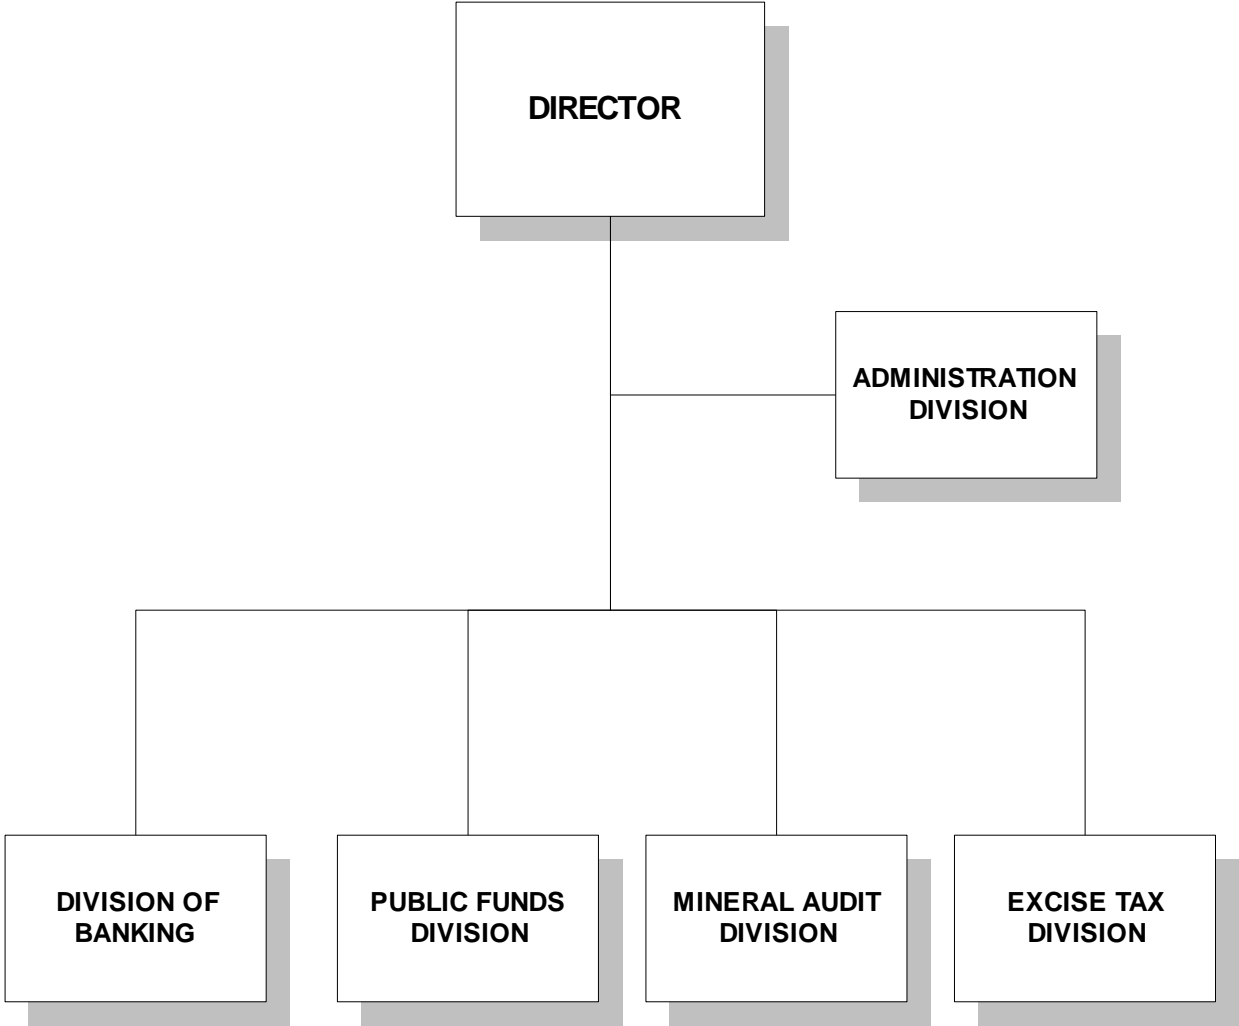 DIRECTOR
ADMINISTRATION
DIVISION
DIVISION OF
BANKING
PUBLIC FUNDS
DIVISION
MINERAL AUDIT
DIVISION
EXCISE TAX
DIVISION